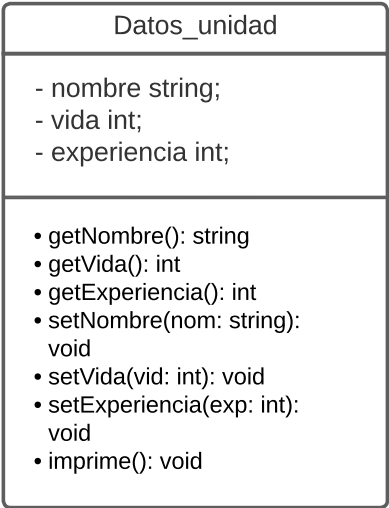 Datos_unidad
- nombre string;
- vida int;
- experiencia int;
• getNombre(): string
• getVida(): int
• getExperiencia(): int
• setNombre(nom: string):
void
• setVida(vid: int): void
• setExperiencia(exp: int):
void
• imprime(): void